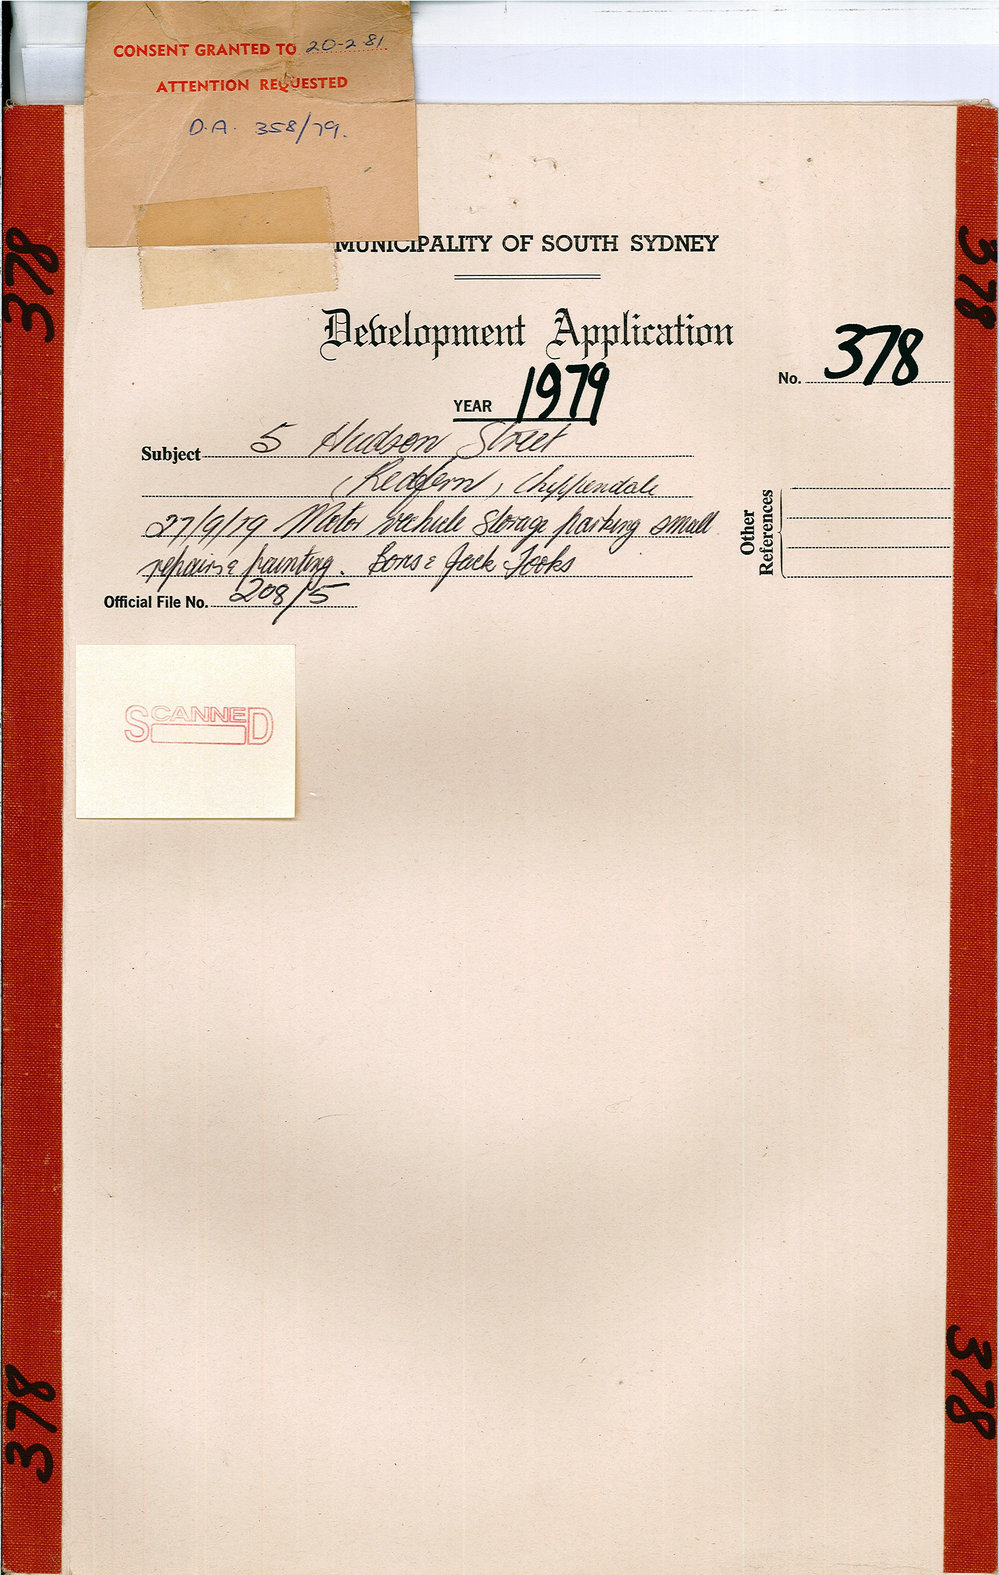 CONSENT GRANTED TO 20-2-81
ATTENTION REQUESTED
D.A. 358/79.
MUNICIPALITY OF SOUTH SYDNEY
Development Application
No. 378
YEAR 1979
Subject 5 Hudson Street
Redfern, Chippendale
27/9/79 Motor Vehicle Storage parking small
repairs & painting. & Jack
Other References
Official File No. 208/5
SCANNED
378
378
378
378